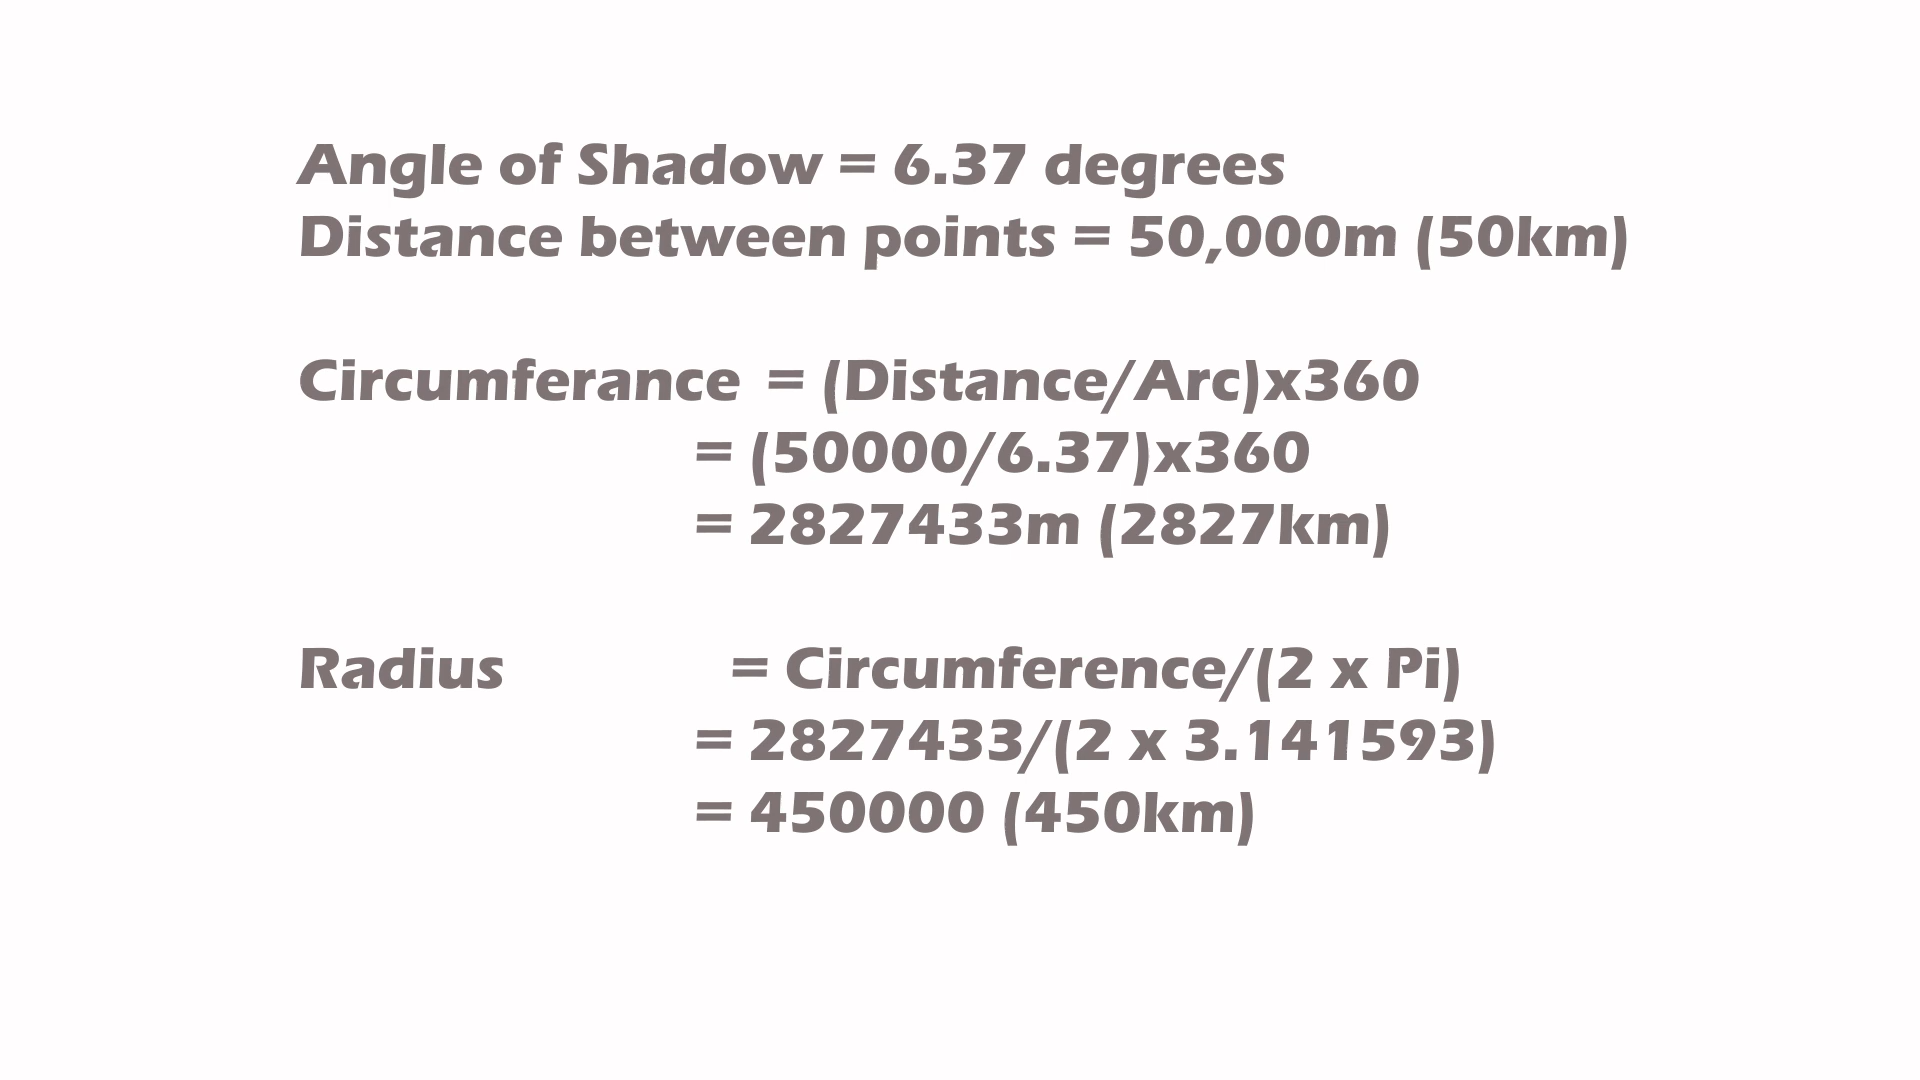 Angle of Shadow = 6.37 degrees
Distance between points = 50,000m (50km)
Circumferance = (Distance/Arc)x360
= (50000/6.37)x360
= 2827433m (2827km)
Radius = Circumference/(2 x Pi)
= 2827433/(2 x 3.141593)
= 450000 (450km)